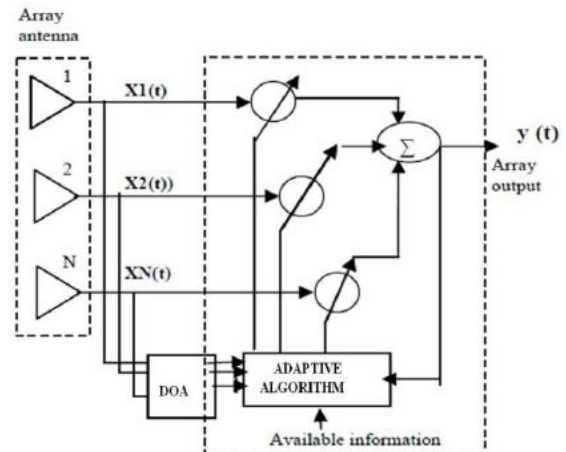 Array
antenna
1
X1(t)
2
X2(t))
N
XN(t)
Σ
y (t)
Array
output
DOA
ADAPTIVE
ALGORITHM
Available information